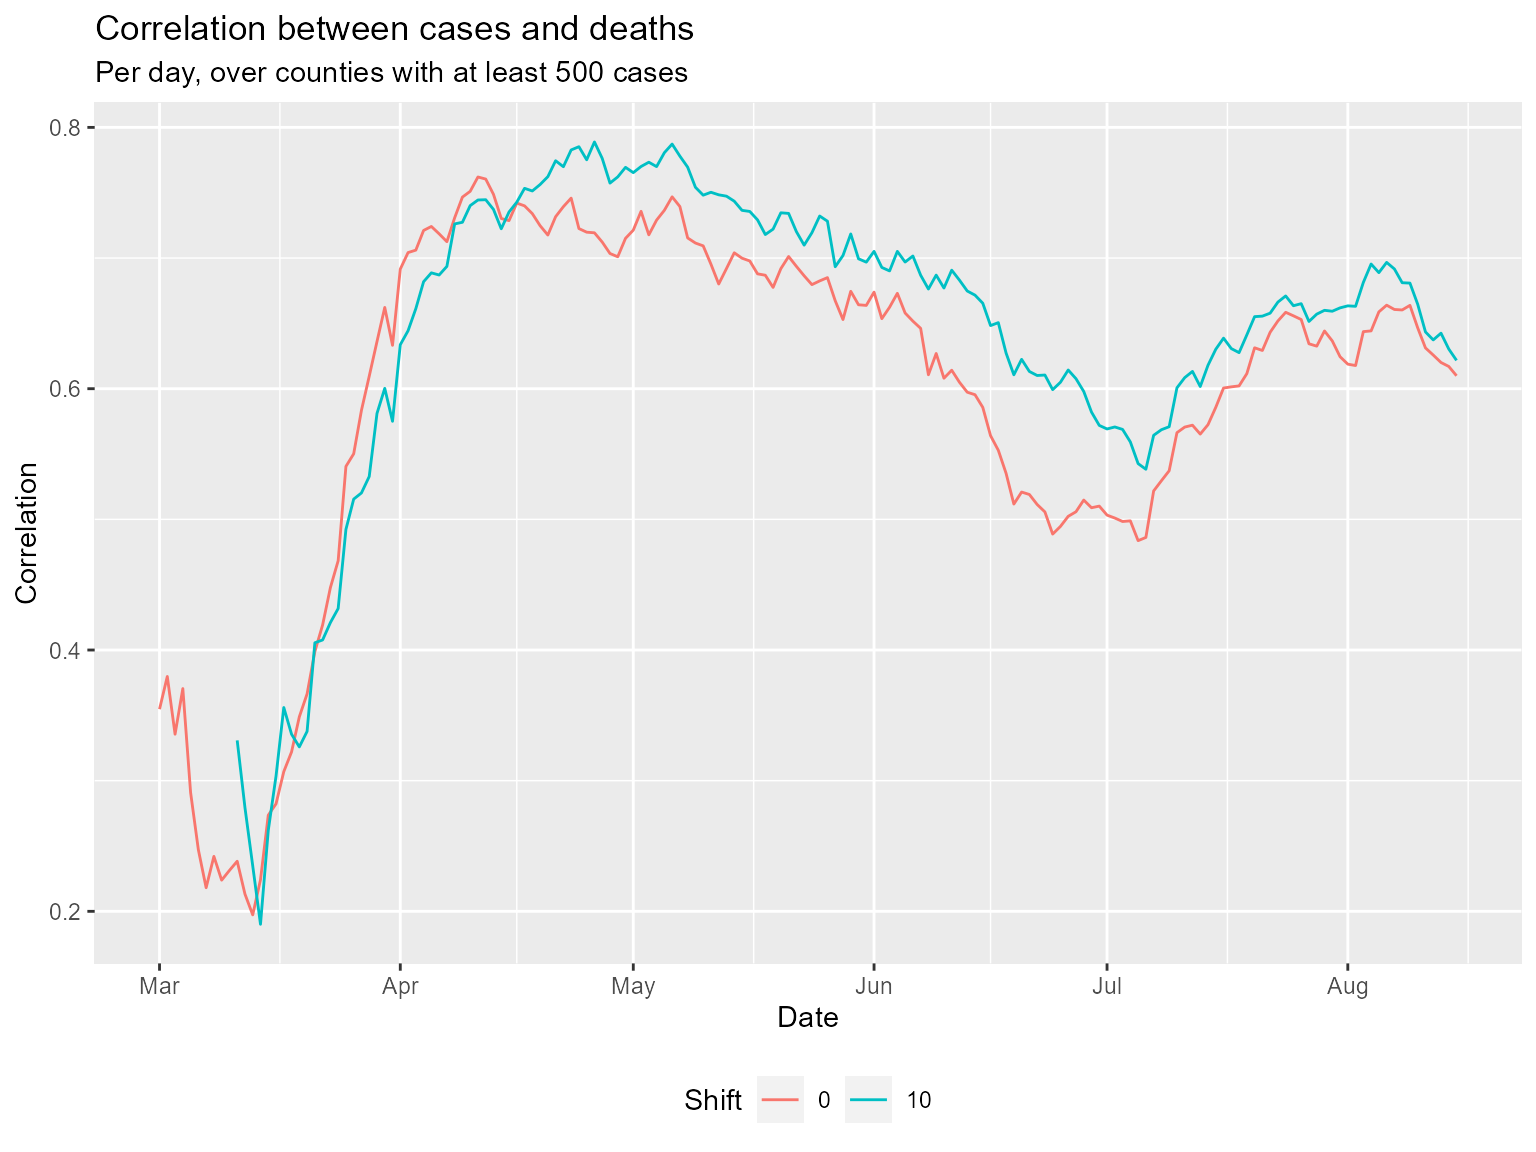 Correlation between cases and deaths
Per day, over counties with at least 500 cases
0.8
0.6
0.4
0.2
Correlation
Mar Apr May Jun Jul Aug
Date
Shift 0 10